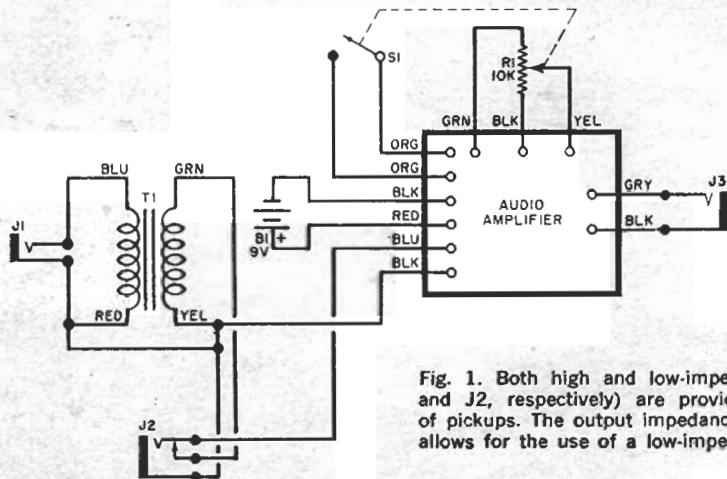 S1
R1
10K
GRN
BLK
YEL
ORG
ORG
BLK
RED
BLU
BLK
AUDIO
AMPLIFIER
GRY
BLK
J3
BLU
T1
GRN
J1
RED
YEL
B1
+
9V
J2
Fig. 1. Both high and low-impe
and J2, respectively) are provi
of pickups. The output impedanc
allows for the use of a low-impe